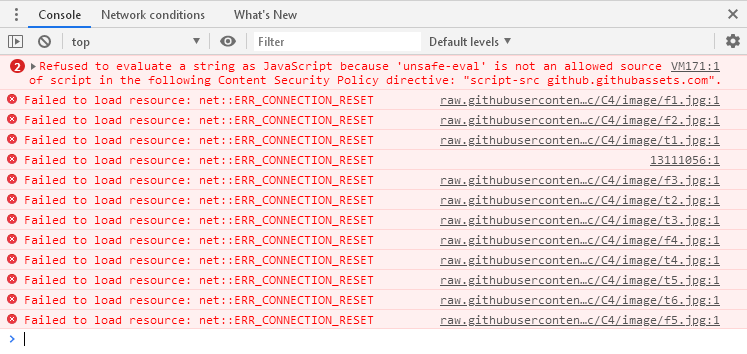 Console Network conditions What's New
top Filter Default levels
2 Refused to evaluate a string as JavaScript because 'unsafe-eval' is not an allowed source VM171:1
of script in the following Content Security Policy directive: "script-src github.githubassets.com".
Failed to load resource: net::ERR_CONNECTION_RESET raw.githubuserconten…c/C4/image/f1.jpg:1
Failed to load resource: net::ERR_CONNECTION_RESET raw.githubuserconten…c/C4/image/f2.jpg:1
Failed to load resource: net::ERR_CONNECTION_RESET raw.githubuserconten…c/C4/image/t1.jpg:1
Failed to load resource: net::ERR_CONNECTION_RESET 13111056:1
Failed to load resource: net::ERR_CONNECTION_RESET raw.githubuserconten…c/C4/image/f3.jpg:1
Failed to load resource: net::ERR_CONNECTION_RESET raw.githubuserconten…c/C4/image/t2.jpg:1
Failed to load resource: net::ERR_CONNECTION_RESET raw.githubuserconten…c/C4/image/t3.jpg:1
Failed to load resource: net::ERR_CONNECTION_RESET raw.githubuserconten…c/C4/image/f4.jpg:1
Failed to load resource: net::ERR_CONNECTION_RESET raw.githubuserconten…c/C4/image/t4.jpg:1
Failed to load resource: net::ERR_CONNECTION_RESET raw.githubuserconten…c/C4/image/t5.jpg:1
Failed to load resource: net::ERR_CONNECTION_RESET raw.githubuserconten…c/C4/image/t6.jpg:1
Failed to load resource: net::ERR_CONNECTION_RESET raw.githubuserconten…c/C4/image/f5.jpg:1